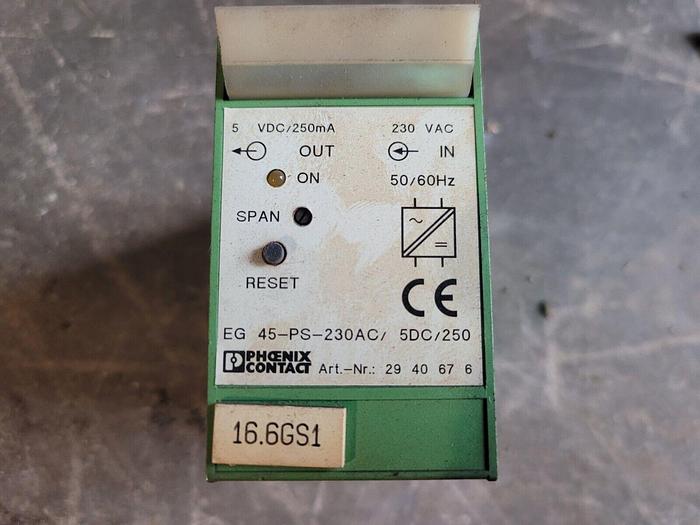 5 VDC/250mA 230 VAC
OUT IN
ON 50/60Hz
SPAN
RESET
CE
EG 45-PS-230AC/ 5DC/250
PHŒNIX
CONTACT Art.-Nr.: 29 40 67 6
16.6GS1